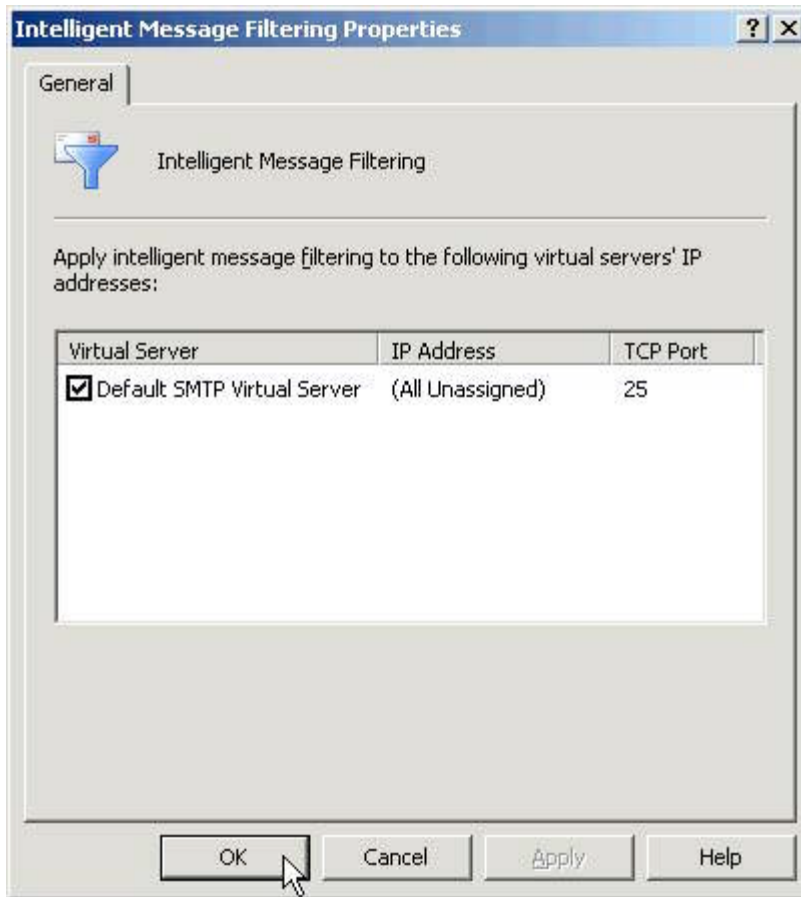 Intelligent Message Filtering Properties
General
Intelligent Message Filtering
Apply intelligent message filtering to the following virtual servers' IP
addresses:
Virtual Server IP Address TCP Port
Default SMTP Virtual Server (All Unassigned) 25
OK Cancel Apply Help